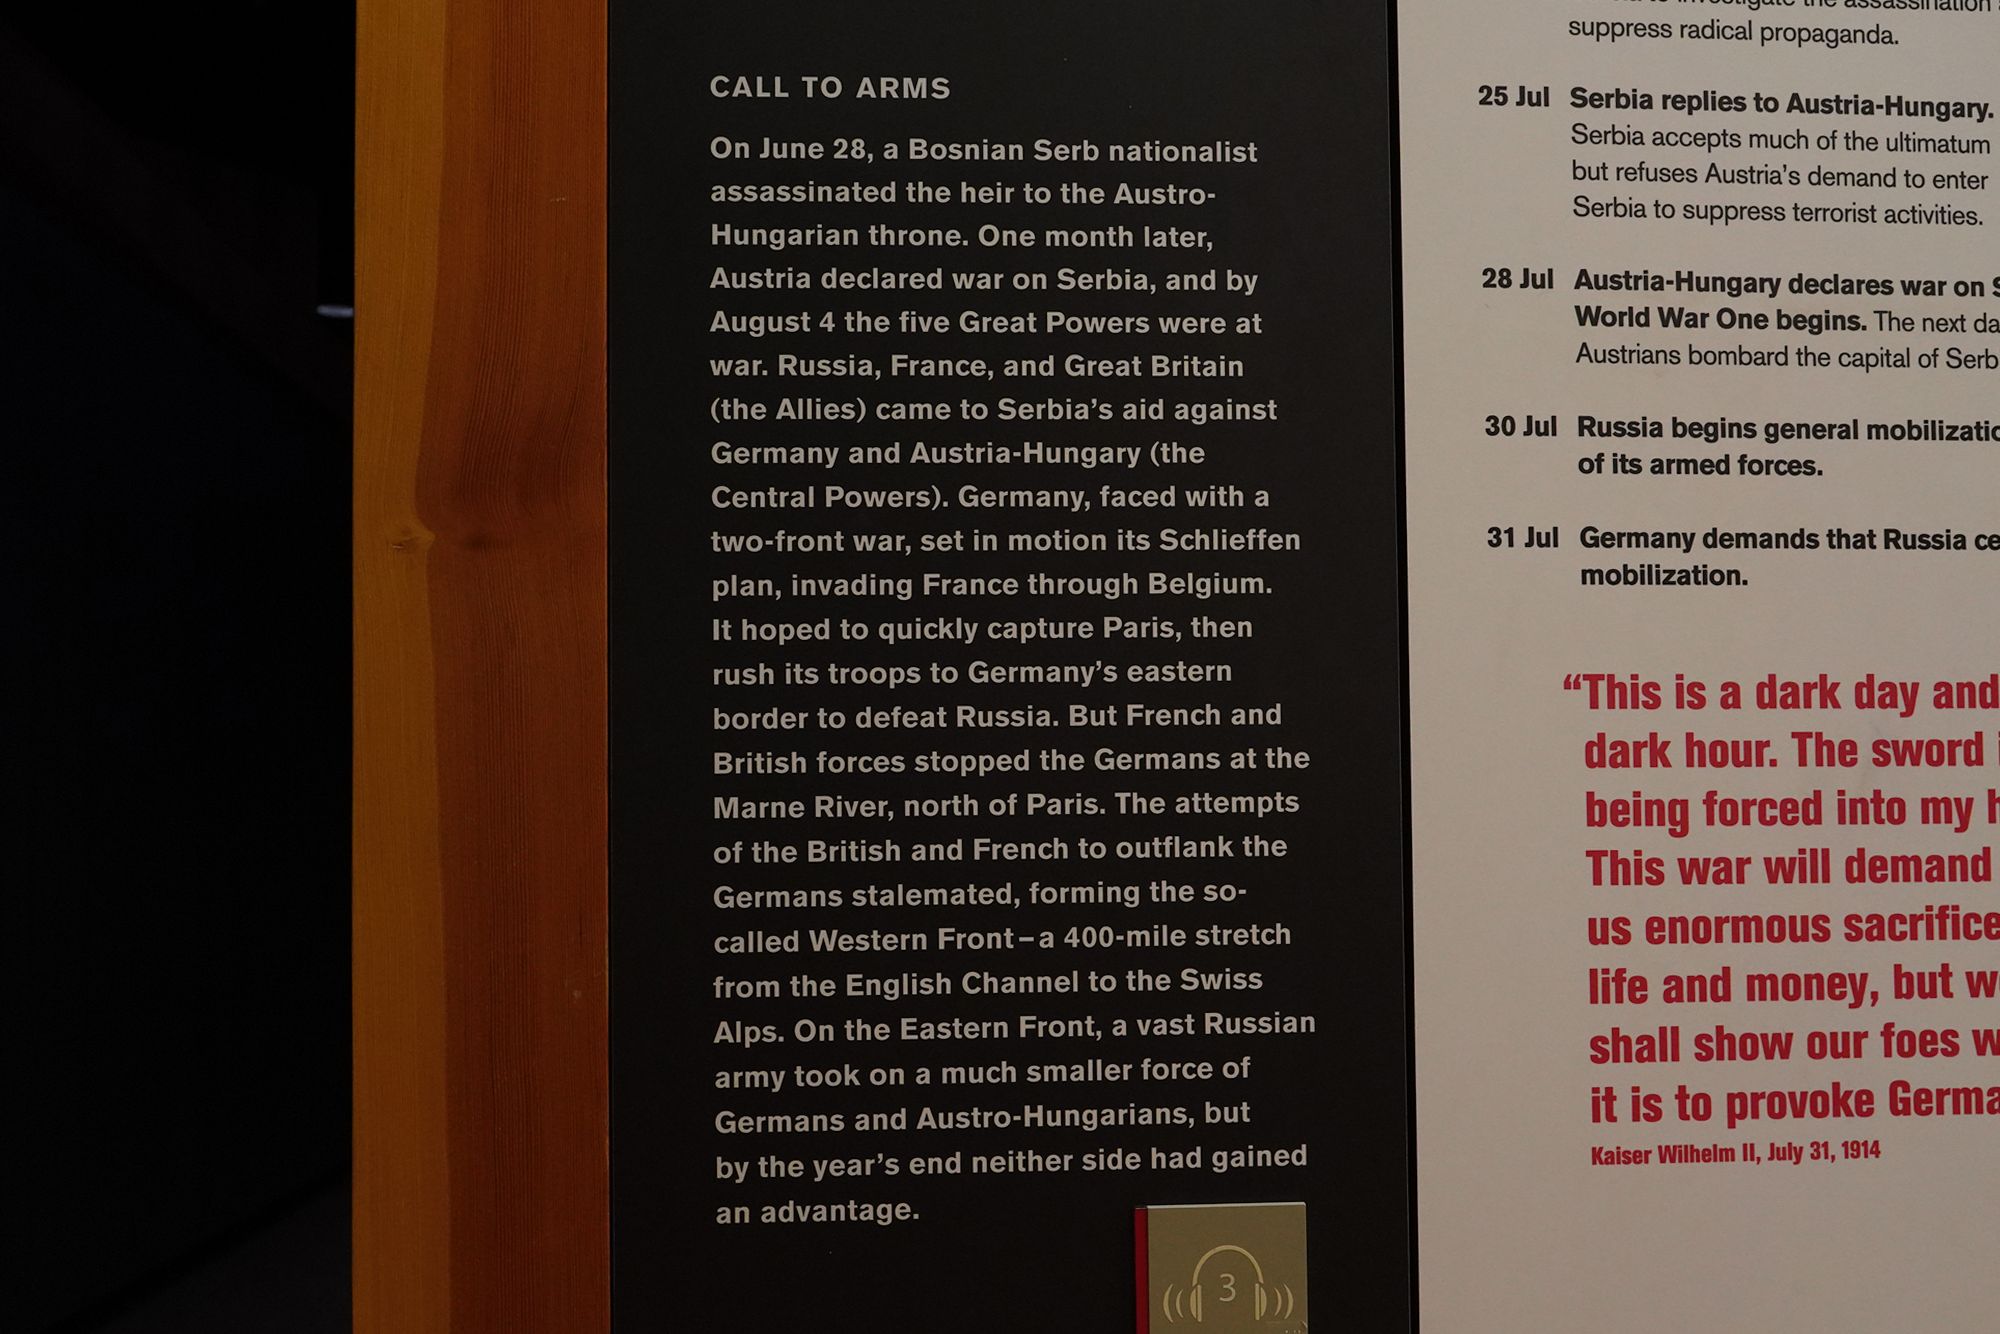 CALL TO ARMS
On June 28, a Bosnian Serb nationalist
assassinated the heir to the Austro-
Hungarian throne. One month later,
Austria declared war on Serbia, and by
August 4 the five Great Powers were at
war. Russia, France, and Great Britain
(the Allies) came to Serbia's aid against
Germany and Austria-Hungary (the
Central Powers). Germany, faced with a
two-front war, set in motion its Schlieffen
plan, invading France through Belgium.
It hoped to quickly capture Paris, then
rush its troops to Germany's eastern
border to defeat Russia. But French and
British forces stopped the Germans at the
Marne River, north of Paris. The attempts
of the British and French to outflank the
Germans stalemated, forming the so-
called Western Front – a 400-mile stretch
from the English Channel to the Swiss
Alps. On the Eastern Front, a vast Russian
army took on a much smaller force of
Germans and Austro-Hungarians, but
by the year's end neither side had gained
an advantage.
3
to investigate the assassination
suppress radical propaganda.
25 Jul Serbia replies to Austria-Hungary.
Serbia accepts much of the ultimatum
but refuses Austria's demand to enter
Serbia to suppress terrorist activities.
28 Jul Austria-Hungary declares war on S
World War One begins. The next da
Austrians bombard the capital of Serb
30 Jul Russia begins general mobilizatio
of its armed forces.
31 Jul Germany demands that Russia ce
mobilization.
"This is a dark day and
dark hour. The sword i
being forced into my h
This war will demand
us enormous sacrifice
life and money, but w
shall show our foes w
it is to provoke Germa
Kaiser Wilhelm II, July 31, 1914